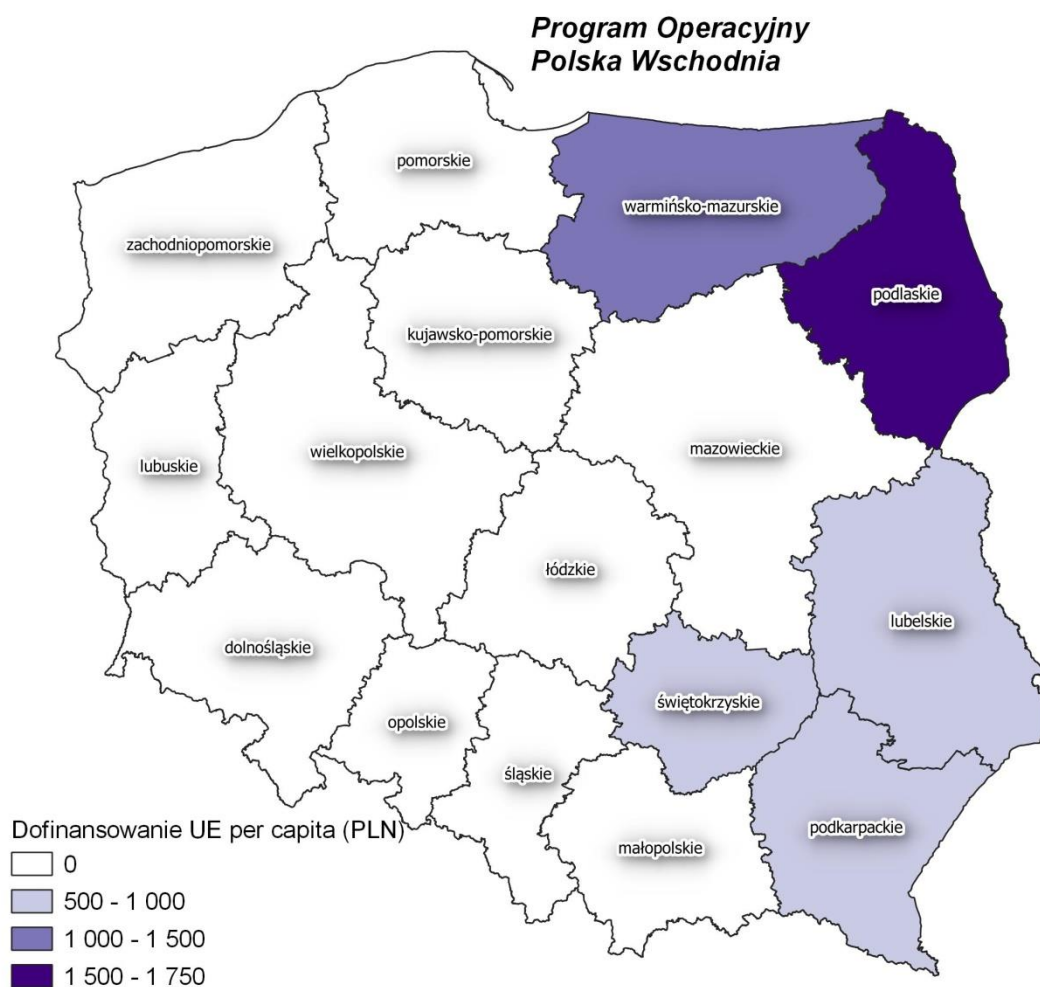 Program Operacyjny
Polska Wschodnia
pomorskie
warmińsko-mazurskie
zachodniopomorskie
podlaskie
kujawsko-pomorskie
wielkopolskie
mazowieckie
lubuskie
łódzkie
lubelskie
dolnośląskie
świętokrzyskie
opolskie
śląskie
podkarpackie
małopolskie
Dofinansowanie UE per capita (PLN)
0
500 - 1 000
1 000 - 1 500
1 500 - 1 750